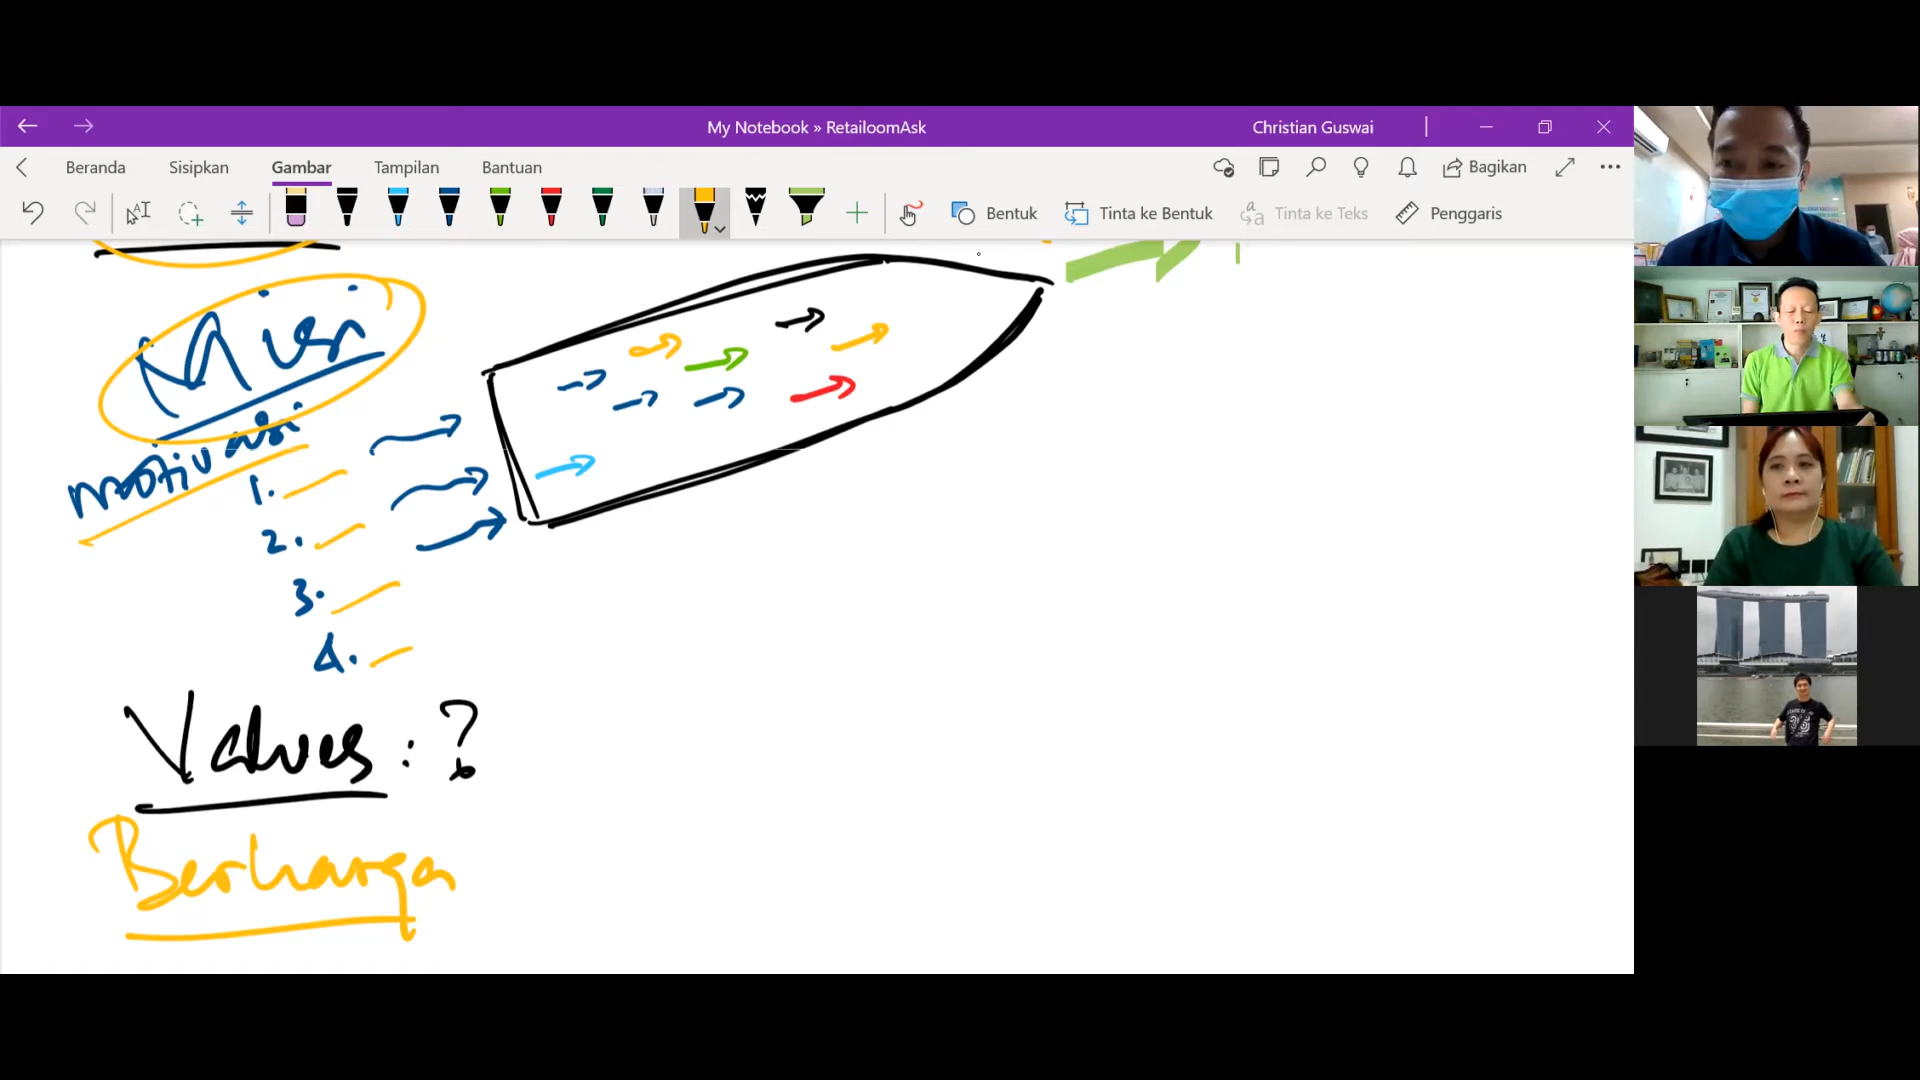 My Notebook » RetailoomAsk
Christian Guswai
Beranda Sisipkan Gambar Tampilan Bantuan
Bagikan
Bentuk Tinta ke Bentuk Tinta ke Teks Penggaris
Misi
motivasi
1.
2.
3.
4.
Values : ?
Berharga